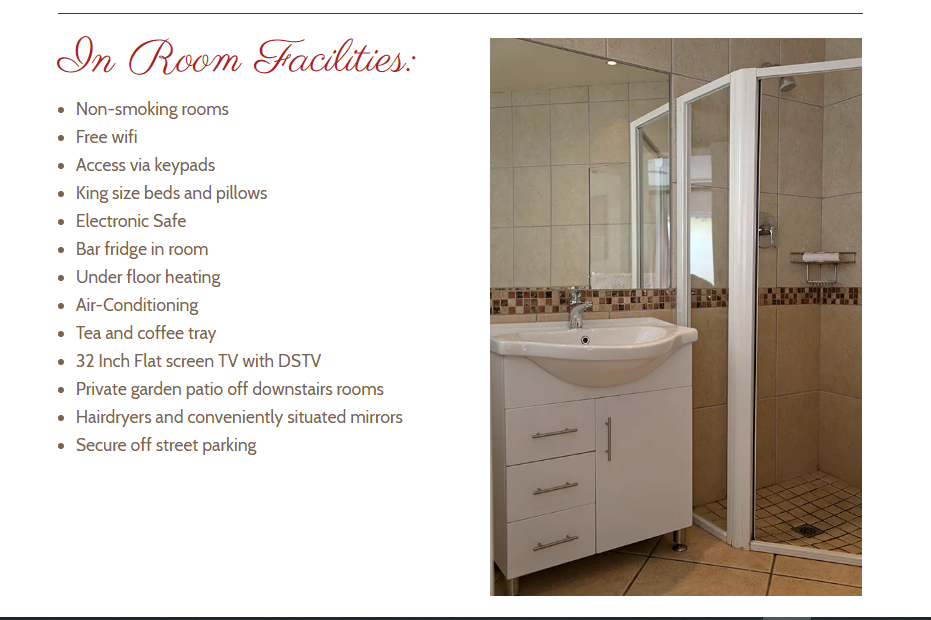 In Room Facilities:
Non-smoking rooms
Free wifi
Access via keypads
King size beds and pillows
Electronic Safe
Bar fridge in room
Under floor heating
Air-Conditioning
Tea and coffee tray
32 Inch Flat screen TV with DSTV
Private garden patio off downstairs rooms
Hairdryers and conveniently situated mirrors
Secure off street parking